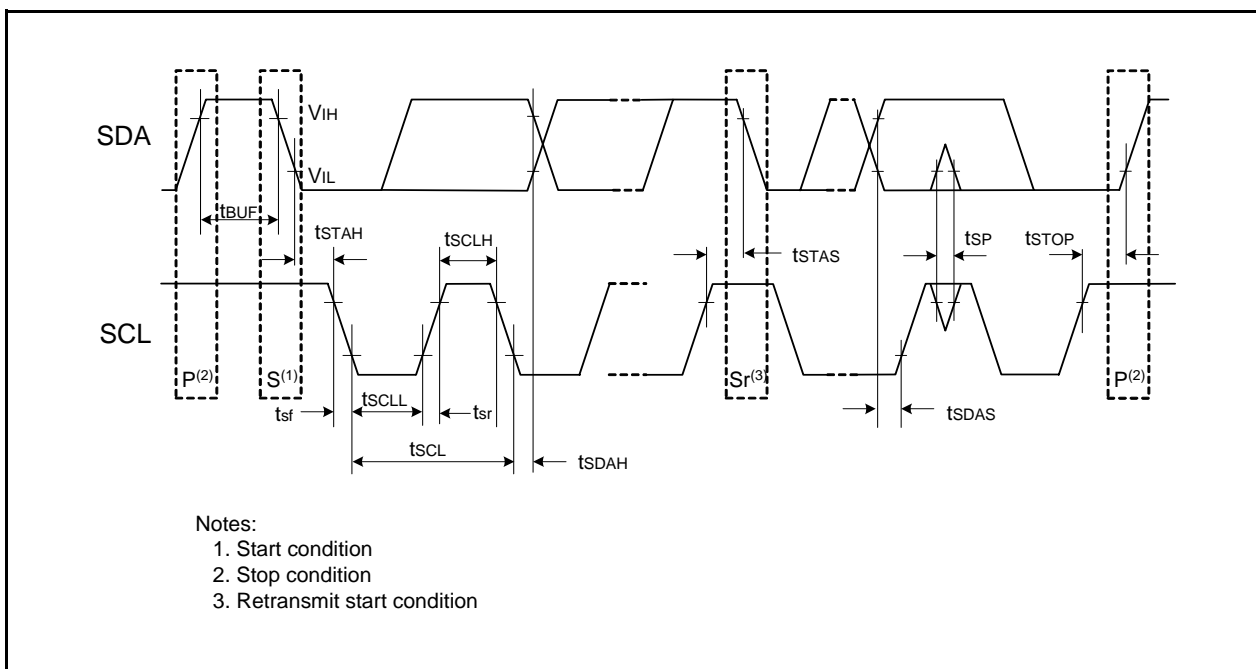 SDA
VIH
VIL
tBUF
tSTAH
tSCLH
tSTAS
tSP
tSTOP
SCL
P(2)
S(1)
Sr(3)
P(2)
tsf
tSCLL
tsr
tSCL
tSDAH
tSDAS
Notes:
1. Start condition
2. Stop condition
3. Retransmit start condition